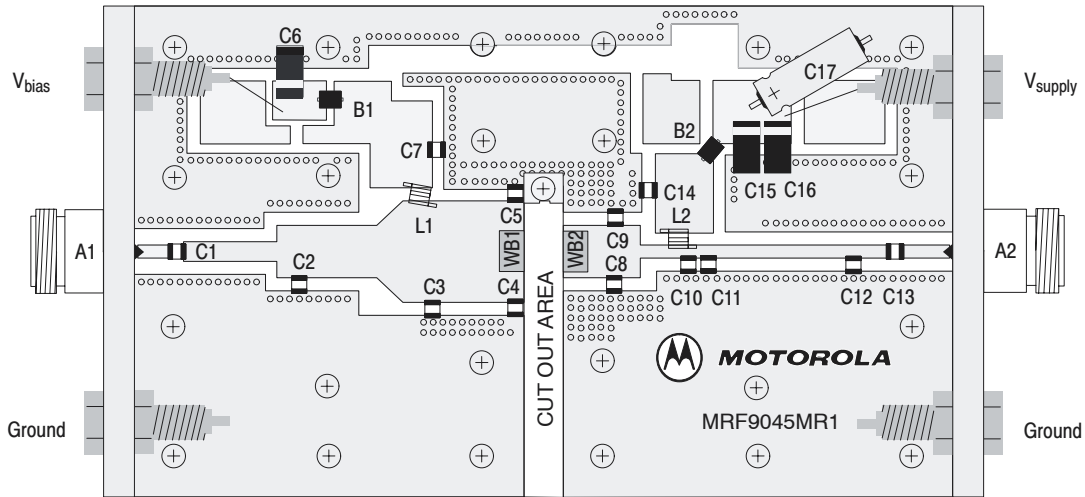 C6
C17
Vbias
Vsupply
B1
B2
C7
C15
C16
C14
L1
C5
L2
C9
A1
C1
WB1
WB2
A2
C2
C8
C3
C4
C10
C11
C12
C13
CUT OUT AREA
MOTOROLA
MRF9045MR1
Ground
Ground